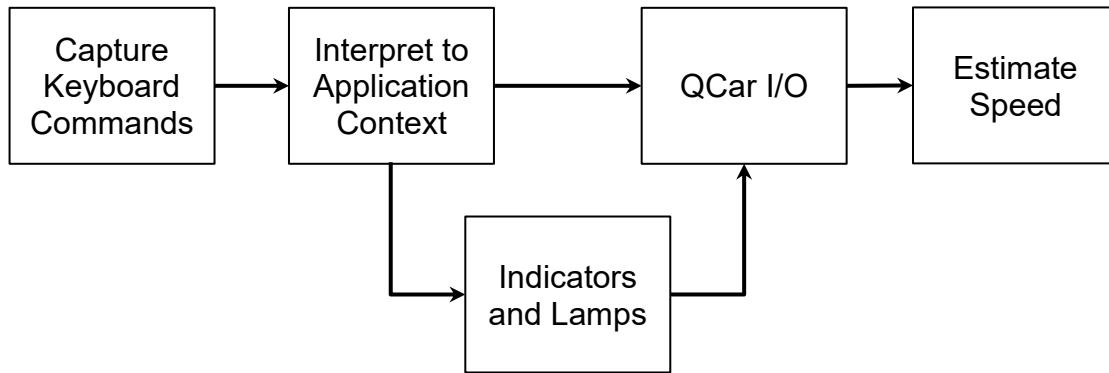 Capture
Keyboard
Commands
Interpret to
Application
Context
QCar I/O
Estimate
Speed
Indicators
and Lamps